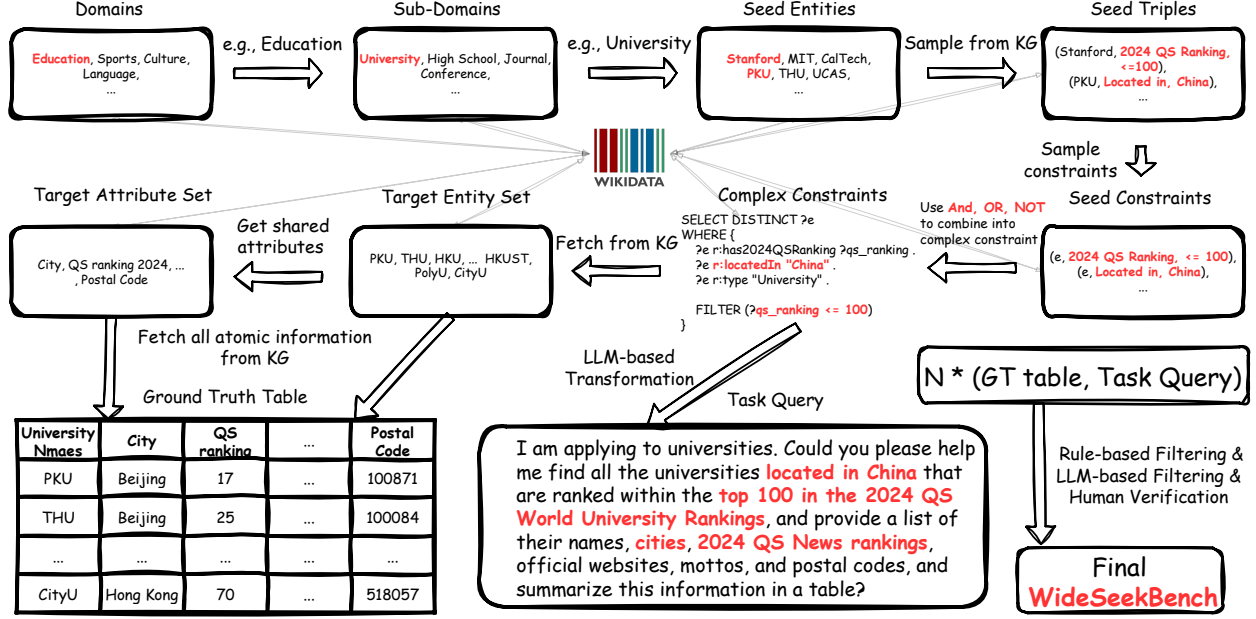 Domains
Sub-Domains
Seed Entities
Seed Triples
Education, Sports, Culture,
Language,
...
e.g., Education
University, High School, Journal,
Conference,
...
e.g., University
Stanford, MIT, CalTech,
PKU, THU, UCAS,
...
Sample from KG
(Stanford, 2024 QS Ranking,
<=100),
(PKU, Located in, China),
...
WIKIDATA
Sample
constraints
Target Attribute Set
Target Entity Set
Complex Constraints
Seed Constraints
City, QS ranking 2024, ...
, Postal Code
Get shared
attributes
PKU, THU, HKU, ... HKUST,
PolyU, CityU
Fetch from KG
SELECT DISTINCT ?e
WHERE {
?e r:has2024QSRanking ?qs_ranking .
?e r:locatedIn "China" .
?e r:type "University" .
FILTER (?qs_ranking <= 100)
}
Use And, OR, NOT
to combine into
complex constraint
(e, 2024 QS Ranking, <= 100),
(e, Located in, China),
...
Fetch all atomic information
from KG
LLM-based
Transformation
N * (GT table, Task Query)
Ground Truth Table
Task Query
University
Nmaes
City
QS
ranking
...
Postal
Code
PKU
Beijing
17
...
100871
THU
Beijing
25
...
100084
...
...
...
...
...
CityU
Hong Kong
70
...
518057
I am applying to universities. Could you please help
me find all the universities located in China that
are ranked within the top 100 in the 2024 QS
World University Rankings, and provide a list of
their names, cities, 2024 QS News rankings,
official websites, mottos, and postal codes, and
summarize this information in a table?
Rule-based Filtering &
LLM-based Filtering &
Human Verification
Final
WideSeekBench